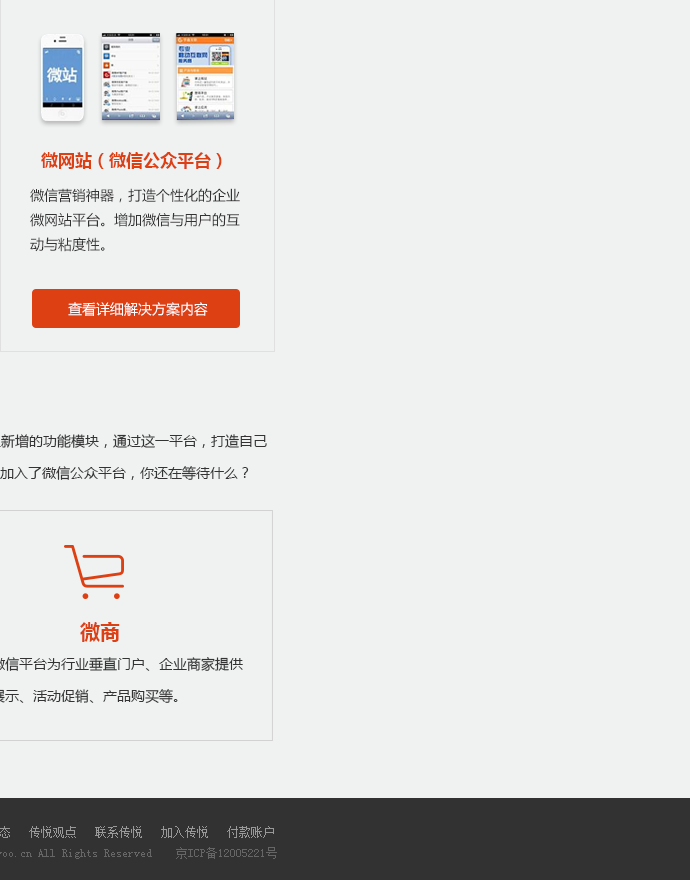 微站
微网站（微信公众平台）
微信营销神器，打造个性化的企业
微网站平台。增加微信与用户的互
动与粘度性。
查看详细解决方案内容
新增的功能模块，通过这一平台，打造自己
加入了微信公众平台，你还在等待什么？
微商
微信平台为行业垂直门户、企业商家提供
展示、活动促销、产品购买等。
态 传悦观点 联系传悦 加入传悦 付款账户
oo.cn All Rights Reserved 京ICP备12005221号